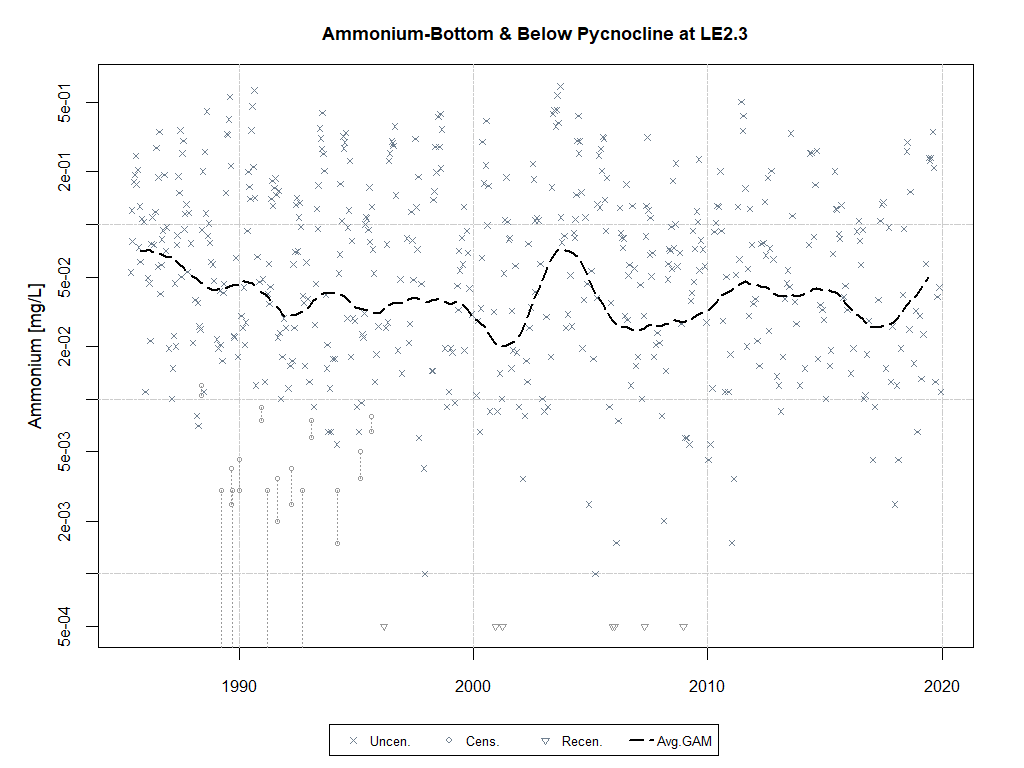 Ammonium-Bottom & Below Pycnocline at LE2.3
Ammonium [mg/L]
5e-01
2e-01
5e-02
2e-02
5e-03
2e-03
5e-04
1990 2000 2010 2020
Uncen. Cens. Recen. Avg.GAM